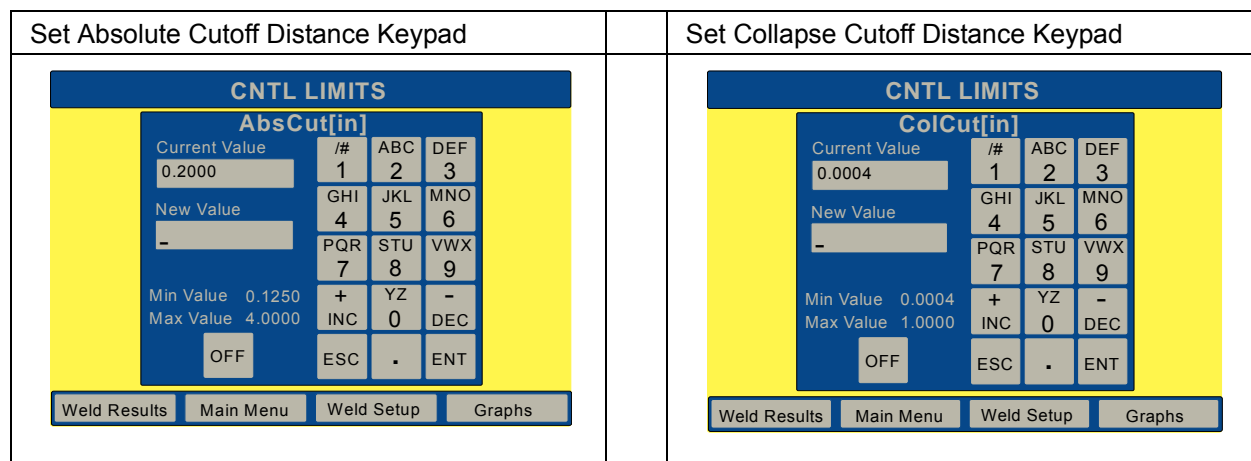 Set Absolute Cutoff Distance Keypad
CNTL LIMITS
AbsCut[in]
Current Value
0.2000
New Value
_
Min Value 0.1250
Max Value 4.0000
OFF
/# ABC DEF
1 2 3
GHI JKL MNO
4 5 6
PQR STU VWX
7 8 9
+ YZ -
INC 0 DEC
ESC . ENT
Weld Results Main Menu Weld Setup Graphs
Set Collapse Cutoff Distance Keypad
CNTL LIMITS
ColCut[in]
Current Value
0.0004
New Value
_
Min Value 0.0004
Max Value 1.0000
OFF
/# ABC DEF
1 2 3
GHI JKL MNO
4 5 6
PQR STU VWX
7 8 9
+ YZ -
INC 0 DEC
ESC . ENT
Weld Results Main Menu Weld Setup Graphs